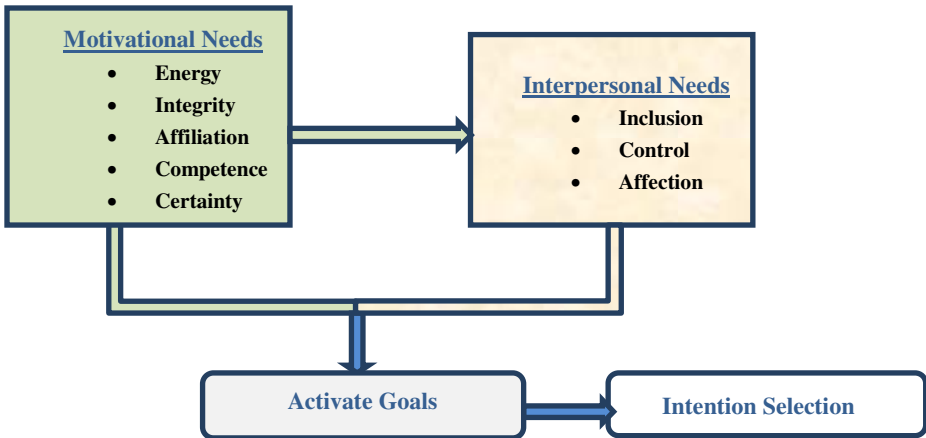 Motivational Needs
• Energy
• Integrity
• Affiliation
• Competence
• Certainty
Interpersonal Needs
• Inclusion
• Control
• Affection
Activate Goals
Intention Selection